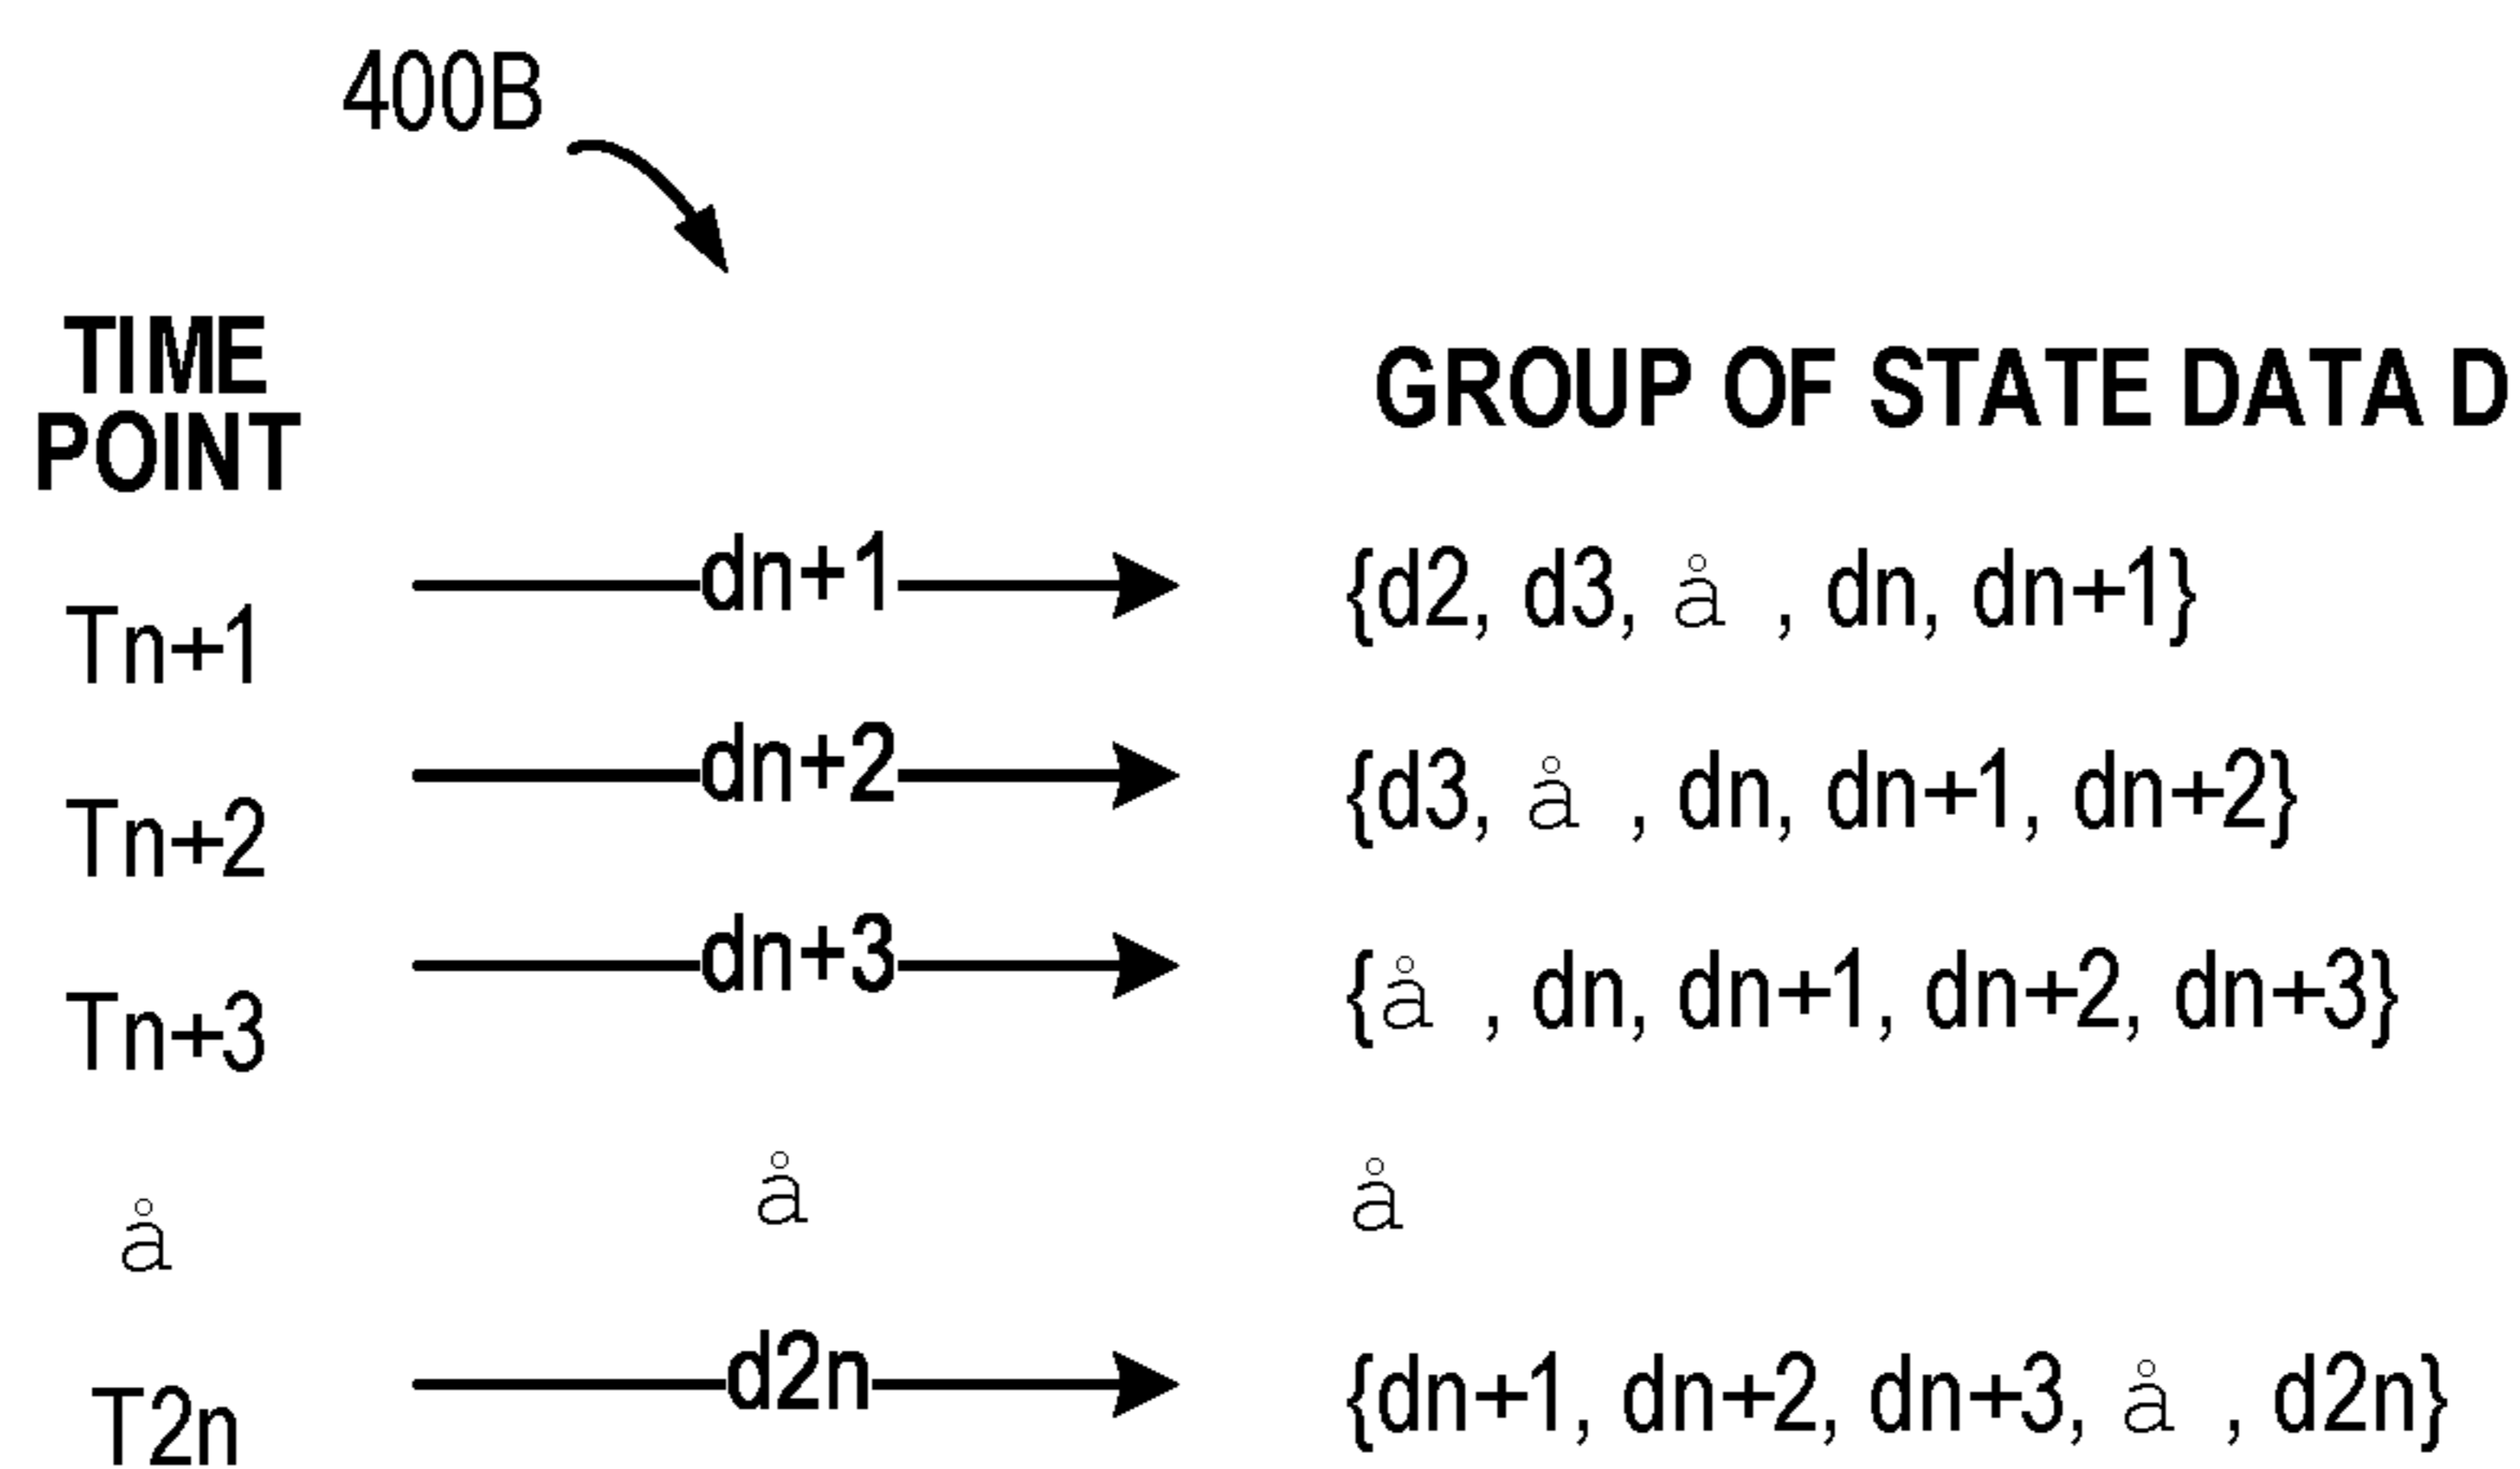 400B
TIME
POINT
GROUP OF STATE DATA D
Tn+1 dn+1 {d2, d3, å , dn, dn+1}
Tn+2 dn+2 {d3, å , dn, dn+1, dn+2}
Tn+3 dn+3 {å , dn, dn+1, dn+2, dn+3}
å å å
T2n d2n {dn+1, dn+2, dn+3, å , d2n}